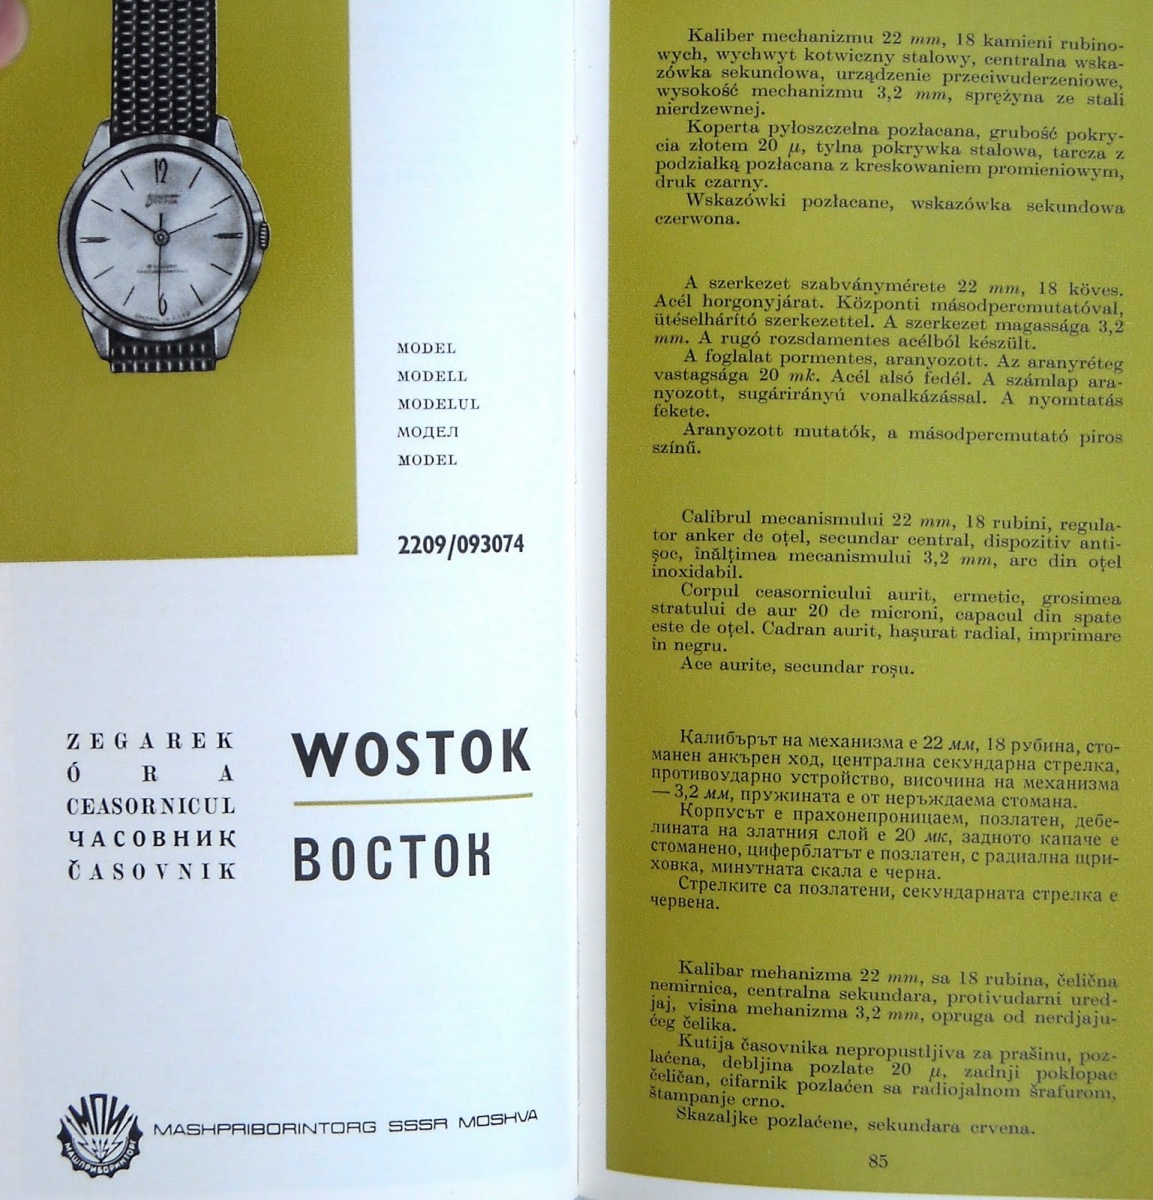 12
6
MODEL
MODELL
MODELUL
МОДЕЛ
MODEL
2209/093074
ZEGAREK
ÓRA
CEASORNICUL
ЧАСОВНИК
ČASOVNIK
WOSTOK
ВОСТОК
МПИ
МАШПРИБОРИНТОРГ
MASHPRIBORINTORG SSSR MOSHVA
Kaliber mechanizmu 22 mm, 18 kamieni rubino-
wych, wychwyt kotwiczny stalowy, centralna wska-
zówka sekundowa, urządzenie przeciwuderzeniowe,
wysokość mechanizmu 3,2 mm, sprężyna ze stali
nierdzewnej.
Koperta pyłoszczelna pozłacana, grubość pokry-
cia złotem 20 μ, tylna pokrywka stalowa, tarcza z
podziałką pozłacana z kreskowaniem promieniowym,
druk czarny.
Wskazówki pozłacane, wskazówka sekundowa
czerwona.
A szerkezet szabványmérete 22 mm, 18 köves.
Acél horgonyjárat. Központi másodpercmutatóval,
ütéselhárító szerkezettel. A szerkezet magassága 3,2
mm. A rugó rozsdamentes acélból készült.
A foglalat pormentes, aranyozott. Az aranyréteg
vastagsága 20 mk. Acél alsó fedél. A számlap ara-
nyozott, sugárirányú vonalkázással. A nyomtatás
fekete.
Aranyozott mutatók, a másodpercmutató piros
színű.
Calibrul mecanismului 22 mm, 18 rubini, regula-
tor anker de oțel, secundar central, dispozitiv anti-
șoc, înălțimea mecanismului 3,2 mm, arc din oțel
inoxidabil.
Corpul ceasornicului aurit, ermetic, grosimea
stratului de aur 20 de microni, capacul din spate
este de oțel. Cadran aurit, hașurat radial, imprimare
în negru.
Ace aurite, secundar roșu.
Калибърът на механизма е 22 мм, 18 рубина, сто-
манен анкърен ход, централна секундарна стрелка,
противоударно устройство, височина на механизма
— 3,2 мм, пружината е от неръждаема стомана.
Корпусът е прахонепроницаем, позлатен, дебе-
лината на златния слой е 20 мк, задното капаче е
стоманено, циферблатът е позлатен, с радиална щри-
ховка, минутната скала е черна.
Стрелките са позлатени, секундарната стрелка е
червена.
Kalibar mehanizma 22 mm, sa 18 rubina, čelična
nemirnica, centralna sekundara, protivudarni ured-
jaj, visina mehanizma 3,2 mm, opruga od nerdjaju-
ćeg čelika.
Kutija časovnika nepropustljiva za prašinu, poz-
laćena, debljina pozlate 20 μ, zadnji poklopac
čeličan, cifarnik pozlaćen sa radiojalnom šrafurom,
štampanje crno.
Skazaljke pozlaćene, sekundara crvena.
85